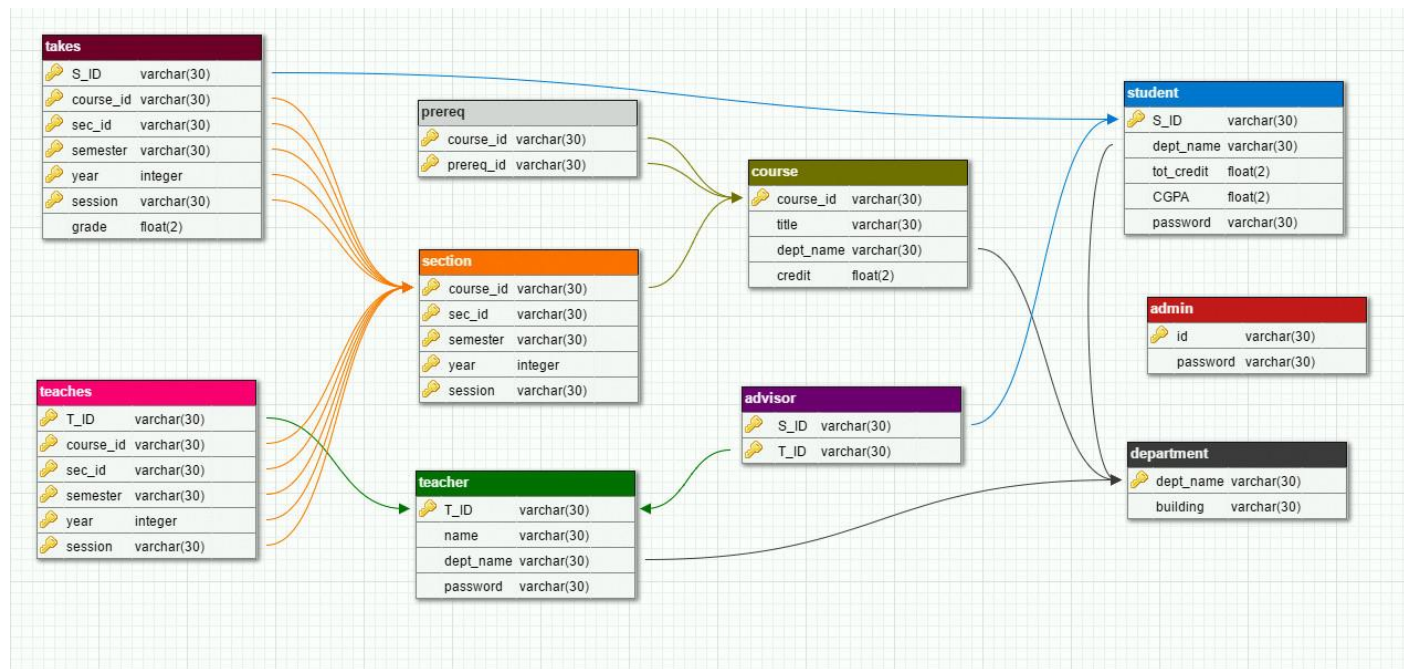 takes
S_ID varchar(30)
course_id varchar(30)
sec_id varchar(30)
semester varchar(30)
year integer
session varchar(30)
grade float(2)
prereq
course_id varchar(30)
prereq_id varchar(30)
course
course_id varchar(30)
title varchar(30)
dept_name varchar(30)
credit float(2)
student
S_ID varchar(30)
dept_name varchar(30)
tot_credit float(2)
CGPA float(2)
password varchar(30)
section
course_id varchar(30)
sec_id varchar(30)
semester varchar(30)
year integer
session varchar(30)
admin
id varchar(30)
password varchar(30)
teaches
T_ID varchar(30)
course_id varchar(30)
sec_id varchar(30)
semester varchar(30)
year integer
session varchar(30)
teacher
T_ID varchar(30)
name varchar(30)
dept_name varchar(30)
password varchar(30)
advisor
S_ID varchar(30)
T_ID varchar(30)
department
dept_name varchar(30)
building varchar(30)